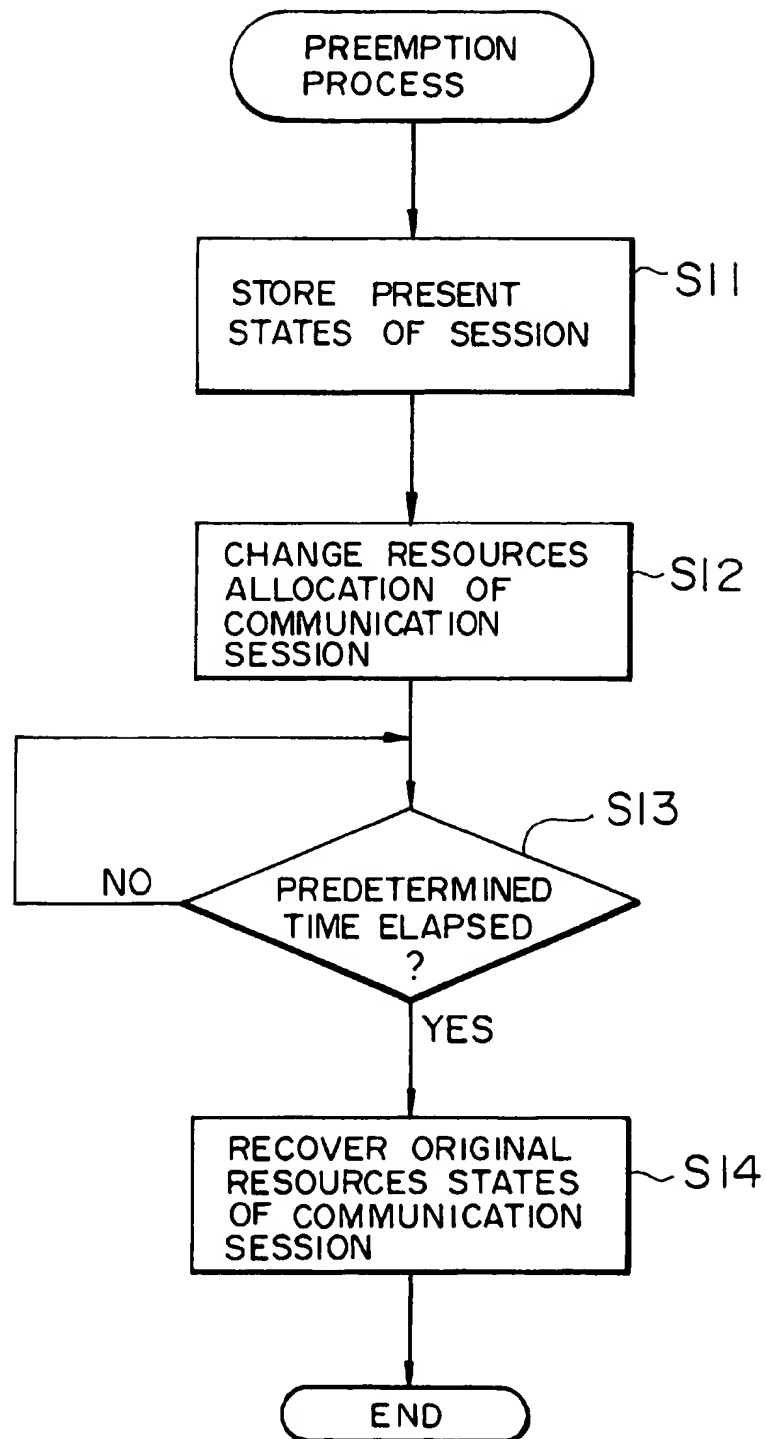 PREEMPTION
PROCESS
STORE PRESENT
STATES OF SESSION
S11
CHANGE RESOURCES
ALLOCATION OF
COMMUNICATION
SESSION
S12
S13
NO
PREDETERMINED
TIME ELAPSED
?
YES
RECOVER ORIGINAL
RESOURCES STATES
OF COMMUNICATION
SESSION
S14
END